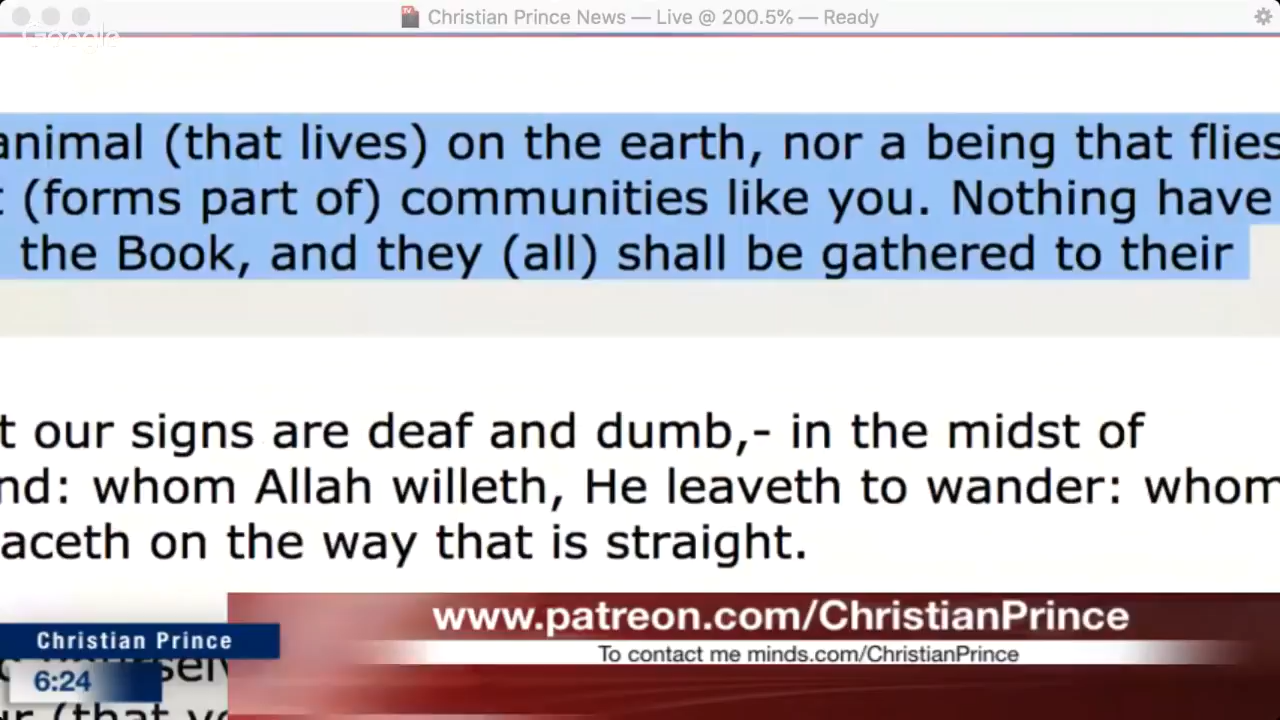 Christian Prince News — Live @ 200.5% — Ready
Google
animal (that lives) on the earth, nor a being that flies
(forms part of) communities like you. Nothing have
the Book, and they (all) shall be gathered to their
t our signs are deaf and dumb,- in the midst of
nd: whom Allah willeth, He leaveth to wander: whom
aceth on the way that is straight.
www.patreon.com/ChristianPrince
Christian Prince
To contact me minds.com/ChristianPrince
6:24